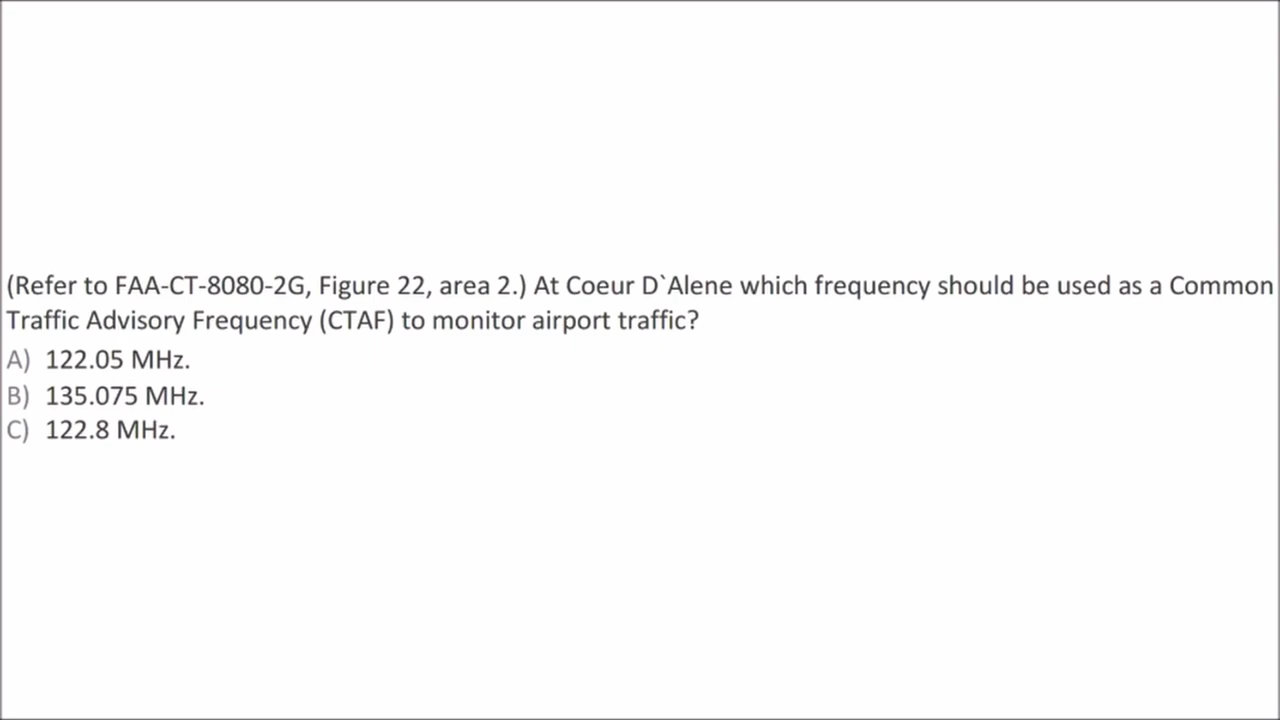 (Refer to FAA-CT-8080-2G, Figure 22, area 2.) At Coeur D`Alene which frequency should be used as a Common
Traffic Advisory Frequency (CTAF) to monitor airport traffic?
A) 122.05 MHz.
B) 135.075 MHz.
C) 122.8 MHz.